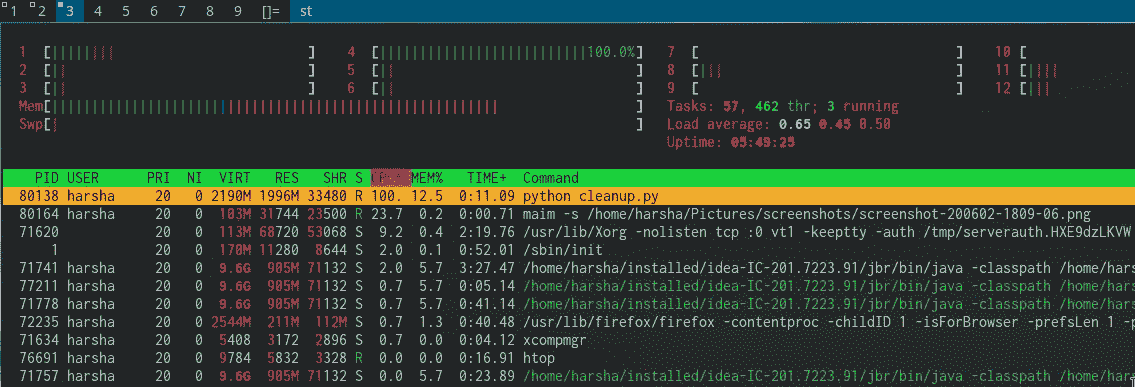 1 2 3 4 5 6 7 8 9 []= st
1 [|||||||| ] 4 [||||||||||||||||||||||||||100.0%] 7 [ ] 10 [
2 [|| ] 5 [|| ] 8 [||| ] 11 [||||
3 [|| ] 6 [|| ] 9 [ ] 12 [|||
Mem[||||||||||||||||||||||||||||||||||||||||||||||||||||| ] Tasks: 57, 462 thr; 3 running
Swp[| ] Load average: 0.65 0.45 0.50
Uptime: 05:49:25
PID USER PRI NI VIRT RES SHR S MEM% TIME+ Command
80138 harsha 20 0 2190M 1996M 33480 R 100. 12.5 0:11.09 python cleanup.py
80164 harsha 20 0 103M 31744 23500 R 23.7 0.2 0:00.71 maim -s /home/harsha/Pictures/screenshots/screenshot-200602-1809-06.png
71620 20 0 113M 68720 53068 S 9.2 0.4 2:19.76 /usr/lib/Xorg -nolisten tcp :0 vt1 -keeptty -auth /tmp/serverauth.HXE9dzLKVW
1 20 0 170M 11280 8644 S 2.0 0.1 0:52.01 /sbin/init
71741 harsha 20 0 9.6G 905M 71132 S 2.0 5.7 3:27.47 /home/harsha/installed/idea-IC-201.7223.91/jbr/bin/java -classpath /home/hars
77211 harsha 20 0 9.6G 905M 71132 S 0.7 5.7 0:05.14 /home/harsha/installed/idea-IC-201.7223.91/jbr/bin/java -classpath /home/hars
71778 harsha 20 0 9.6G 905M 71132 S 0.7 5.7 0:41.14 /home/harsha/installed/idea-IC-201.7223.91/jbr/bin/java -classpath /home/hars
72235 harsha 20 0 2544M 211M 112M S 0.7 1.3 0:40.48 /usr/lib/firefox/firefox -contentproc -childID 1 -isForBrowser -prefsLen 1 -p
71634 harsha 20 0 5408 3172 2896 S 0.7 0.0 0:04.12 xcompmgr
76691 harsha 20 0 9784 5832 3328 R 0.0 0.0 0:16.91 htop
71757 harsha 20 0 9.6G 905M 71132 S 0.0 5.7 0:23.89 /home/harsha/installed/idea-IC-201.7223.91/jbr/bin/java -classpath /home/hars